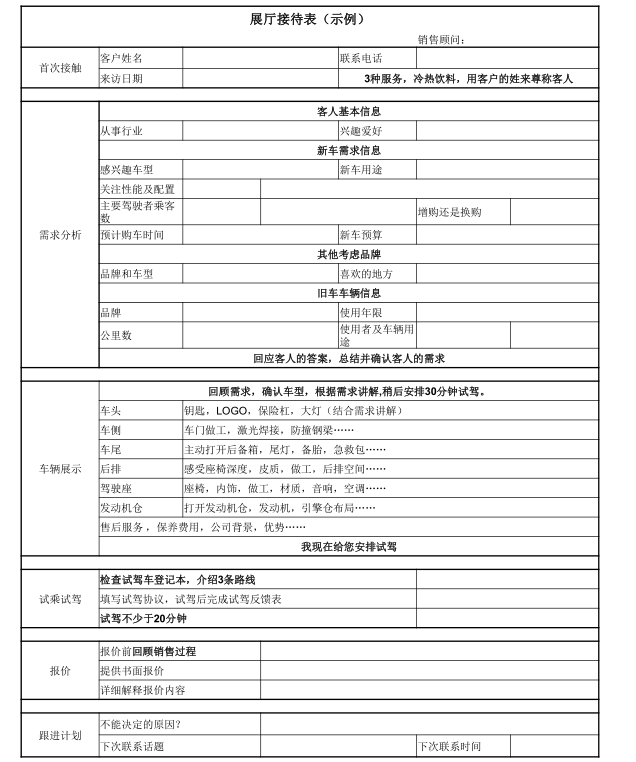 展厅接待表（示例）
销售顾问：
首次接触
客户姓名
联系电话
来访日期
3种服务，冷热饮料，用客户的姓来尊称客人
需求分析
客人基本信息
从事行业
兴趣爱好
新车需求信息
感兴趣车型
新车用途
关注性能及配置
主要驾驶者乘客
数
增购还是换购
预计购车时间
新车预算
其他考虑品牌
品牌和车型
喜欢的地方
旧车车辆信息
品牌
使用年限
公里数
使用者及车辆用
途
回应客人的答案，总结并确认客人的需求
车辆展示
回顾需求，确认车型，根据需求讲解,稍后安排30分钟试驾。
车头
钥匙，LOGO，保险杠，大灯（结合需求讲解）
车侧
车门做工，激光焊接，防撞钢梁……
车尾
主动打开后备箱，尾灯，备胎，急救包……
后排
感受座椅深度，皮质，做工，后排空间……
驾驶座
座椅，内饰，做工，材质，音响，空调……
发动机仓
打开发动机仓，发动机，引擎仓布局……
售后服务 ，保养费用，公司背景，优势……
我现在给您安排试驾
试乘试驾
检查试驾车登记本，介绍3条路线
填写试驾协议，试驾后完成试驾反馈表
试驾不少于20分钟
报价
报价前回顾销售过程
提供书面报价
详细解释报价内容
跟进计划
不能决定的原因？
下次联系话题
下次联系时间